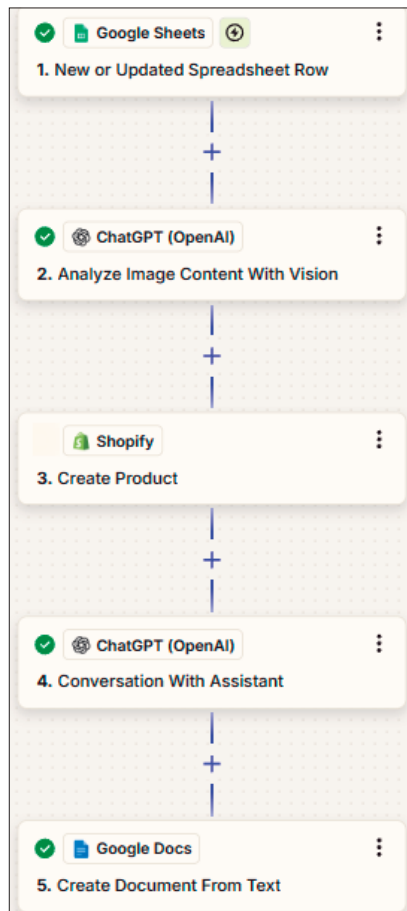 Google Sheets
1. New or Updated Spreadsheet Row
ChatGPT (OpenAI)
2. Analyze Image Content With Vision
Shopify
3. Create Product
ChatGPT (OpenAI)
4. Conversation With Assistant
Google Docs
5. Create Document From Text